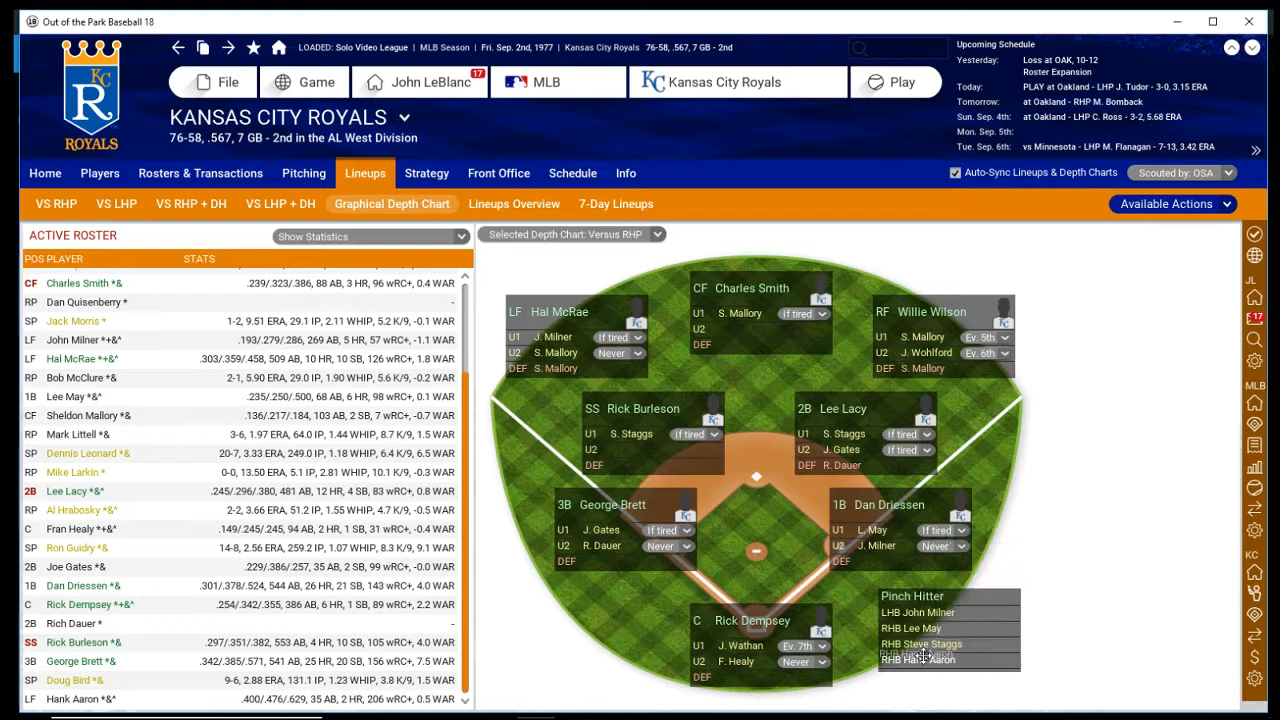 Out of the Park Baseball 18
LOADED: Solo Video League | MLB Season | Fri. Sep. 2nd, 1977 | Kansas City Royals 76-58, .567, 7 GB - 2nd
Upcoming Schedule
Yesterday: Loss at OAK, 10-12
Roster Expansion
Today: PLAY at Oakland - LHP J. Tudor - 3-0, 3.15 ERA
Tomorrow: at Oakland - RHP M. Bomback
Sun. Sep. 4th: at Oakland - LHP C. Ross - 3-2, 5.68 ERA
Mon. Sep. 5th:
Tue. Sep. 6th: vs Minnesota - LHP M. Flanagan - 7-13, 3.42 ERA
File Game John LeBlanc 17 MLB Kansas City Royals Play
KC
R
ROYALS
KANSAS CITY ROYALS
76-58, .567, 7 GB - 2nd in the AL West Division
Home Players Rosters & Transactions Pitching Lineups Strategy Front Office Schedule Info
Auto-Sync Lineups & Depth Charts Scouted by: OSA
VS RHP VS LHP VS RHP + DH VS LHP + DH Graphical Depth Chart Lineups Overview 7-Day Lineups Available Actions
ACTIVE ROSTER Show Statistics
POS PLAYER STATS
CF Charles Smith *& .239/.323/.386, 88 AB, 3 HR, 96 wRC+, 0.4 WAR
RP Dan Quisenberry * -
SP Jack Morris * 1-2, 9.51 ERA, 29.1 IP, 2.11 WHIP, 5.2 K/9, -0.1 WAR
LF John Milner *+&^ .193/.279/.286, 269 AB, 5 HR, 57 wRC+, -1.1 WAR
LF Hal McRae *+&^ .303/.359/.458, 509 AB, 10 HR, 10 SB, 126 wRC+, 1.8 WAR
RP Bob McClure *& 2-1, 5.90 ERA, 29.0 IP, 1.90 WHIP, 5.6 K/9, -0.2 WAR
1B Lee May *&^ .235/.250/.500, 68 AB, 6 HR, 98 wRC+, 0.1 WAR
CF Sheldon Mallory *& .136/.217/.184, 103 AB, 2 SB, 7 wRC+, -0.7 WAR
RP Mark Littell *& 3-6, 1.97 ERA, 64.0 IP, 1.44 WHIP, 8.7 K/9, 1.5 WAR
SP Dennis Leonard *& 20-7, 3.33 ERA, 249.0 IP, 1.18 WHIP, 6.4 K/9, 6.5 WAR
RP Mike Larkin * 0-0, 13.50 ERA, 5.1 IP, 2.81 WHIP, 10.1 K/9, -0.3 WAR
2B Lee Lacy *&^ .245/.296/.380, 481 AB, 12 HR, 4 SB, 83 wRC+, 0.8 WAR
RP Al Hrabosky *& 2-2, 3.66 ERA, 51.2 IP, 1.55 WHIP, 4.7 K/9, -0.5 WAR
C Fran Healy *+&^ .149/.245/.245, 94 AB, 2 HR, 1 SB, 31 wRC+, -0.4 WAR
SP Ron Guidry *& 14-8, 2.56 ERA, 259.2 IP, 1.07 WHIP, 8.3 K/9, 9.1 WAR
2B Joe Gates *& .229/.386/.257, 35 AB, 2 SB, 99 wRC+, -0.0 WAR
1B Dan Driessen *& .301/.378/.524, 544 AB, 26 HR, 21 SB, 143 wRC+, 4.0 WAR
C Rick Dempsey *+&^ .254/.342/.355, 386 AB, 6 HR, 1 SB, 89 wRC+, 2.2 WAR
2B Rich Dauer * -
SS Rick Burleson *& .297/.351/.382, 553 AB, 4 HR, 10 SB, 105 wRC+, 4.0 WAR
3B George Brett *& .342/.385/.571, 541 AB, 25 HR, 20 SB, 156 wRC+, 7.5 WAR
SP Doug Bird *& 9-6, 2.88 ERA, 131.1 IP, 1.23 WHIP, 3.8 K/9, 1.5 WAR
LF Hank Aaron *&^ .400/.476/.629, 35 AB, 2 HR, 206 wRC+, 0.5 WAR
Selected Depth Chart: Versus RHP
CF Charles Smith
U1 S. Mallory If tired
U2
DEF
LF Hal McRae
U1 J. Milner If tired
U2 S. Mallory Never
DEF S. Mallory
RF Willie Wilson
U1 S. Mallory Ev. 5th
U2 J. Wohlford Ev. 6th
DEF S. Mallory
SS Rick Burleson
U1 S. Staggs If tired
U2
DEF
2B Lee Lacy
U1 S. Staggs If tired
U2 J. Gates If tired
DEF R. Dauer
3B George Brett
U1 J. Gates If tired
U2 R. Dauer Never
DEF
1B Dan Driessen
U1 L. May If tired
U2 J. Milner Never
DEF
C Rick Dempsey
U1 J. Wathan Ev. 7th
U2 F. Healy Never
DEF
Pinch Hitter
LHB John Milner
RHB Lee May
RHB Steve Staggs
RHB Hank Aaron
JL
17
MLB
KC